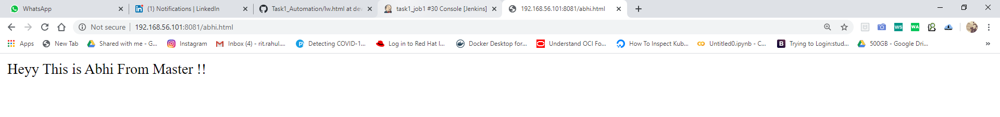 WhatsApp
(1) Notifications | LinkedIn
Task1_Automation/lw.html at dev
task1_job1 #30 Console [Jenkins]
192.168.56.101:8081/abhi.html
Not secure | 192.168.56.101:8081/abhi.html
WS
WA
Apps
New Tab
Shared with me - G...
Instagram
Inbox (4) - rit.rahul....
Detecting COVID-1...
Log in to Red Hat I...
Docker Desktop for...
Understand OCI Fo...
How To Inspect Kub...
Untitled0.ipynb - C...
B
Trying to Login:stud...
500GB - Google Dri...
»
Heyy This is Abhi From Master !!